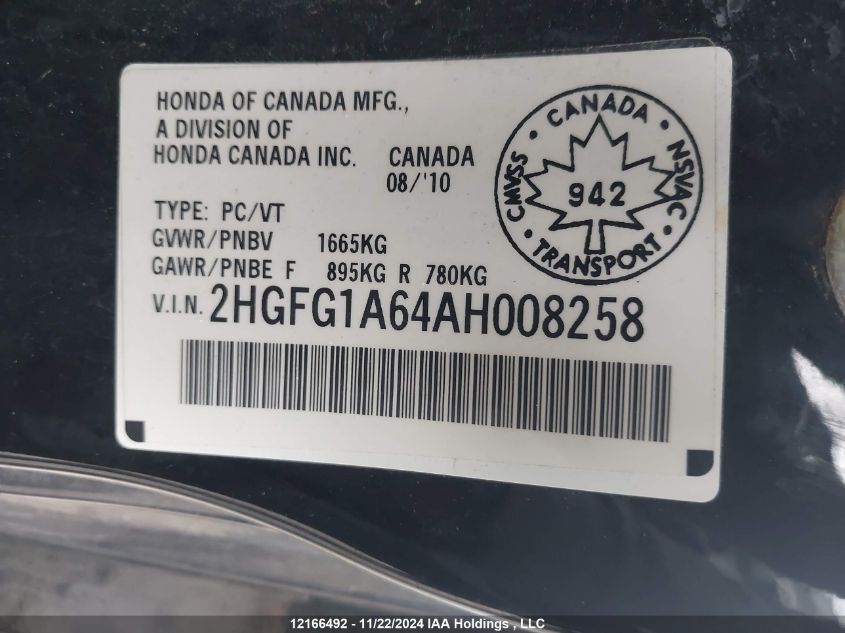 HONDA OF CANADA MFG.,
A DIVISION OF
HONDA CANADA INC. CANADA
08/'10
TYPE: PC/VT
GVWR/PNBV 1665KG
GAWR/PNBE F 895KG R 780KG
V.I.N. 2HGFG1A64AH008258
CANADA
CMVSS · NSVAC
942
TRANSPORT
12166492 - 11/22/2024 IAA Holdings , LLC